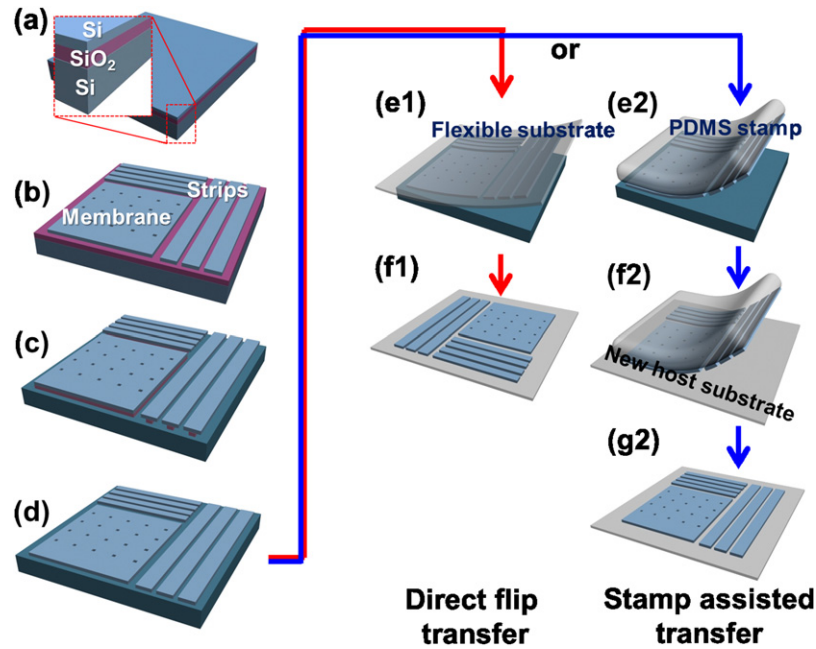 (a)
Si
SiO2
Si
(b)
Membrane
Strips
(c)
(d)
or
(e1)
Flexible substrate
(e2)
PDMS stamp
(f1)
(f2)
New host substrate
(g2)
Direct flip
transfer
Stamp assisted
transfer